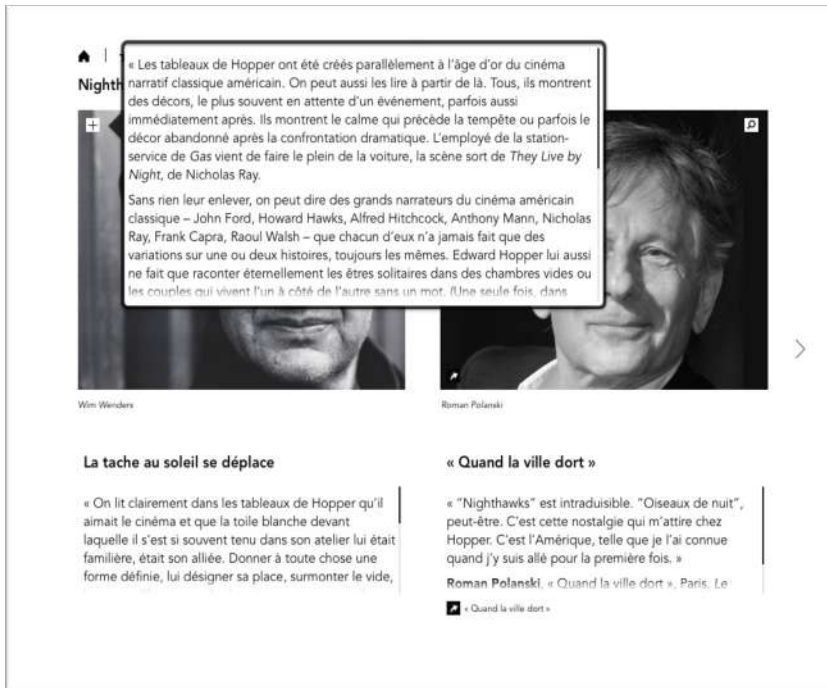 Nighth
« Les tableaux de Hopper ont été créés parallèlement à l'âge d'or du cinéma
narratif classique américain. On peut aussi les lire à partir de là. Tous, ils montrent
des décors, le plus souvent en attente d'un événement, parfois aussi
immédiatement après. Ils montrent le calme qui précède la tempête ou parfois le
décor abandonné après la confrontation dramatique. L'employé de la station-
service de Gas vient de faire le plein de la voiture, la scène sort de They Live by
Night, de Nicholas Ray.
Sans rien leur enlever, on peut dire des grands narrateurs du cinéma américain
classique – John Ford, Howard Hawks, Alfred Hitchcock, Anthony Mann, Nicholas
Ray, Frank Capra, Raoul Walsh – que chacun d'eux n'a jamais fait que des
variations sur une ou deux histoires, toujours les mêmes. Edward Hopper lui aussi
ne fait que raconter éternellement les êtres solitaires dans des chambres vides ou
les couples qui vivent l'un à côté de l'autre sans un mot. (Une seule fois, dans
Wim Wenders
Roman Polanski
La tache au soleil se déplace
« On lit clairement dans les tableaux de Hopper qu'il
aimait le cinéma et que la toile blanche devant
laquelle il s'est si souvent tenu dans son atelier lui était
familière, était son alliée. Donner à toute chose une
forme définie, lui désigner sa place, surmonter le vide,
« Quand la ville dort »
« "Nighthawks" est intraduisible. "Oiseaux de nuit",
peut-être. C'est cette nostalgie qui m'attire chez
Hopper. C'est l'Amérique, telle que je l'ai connue
quand j'y suis allé pour la première fois. »
Roman Polanski, « Quand la ville dort », Paris, Le
« Quand la ville dort »